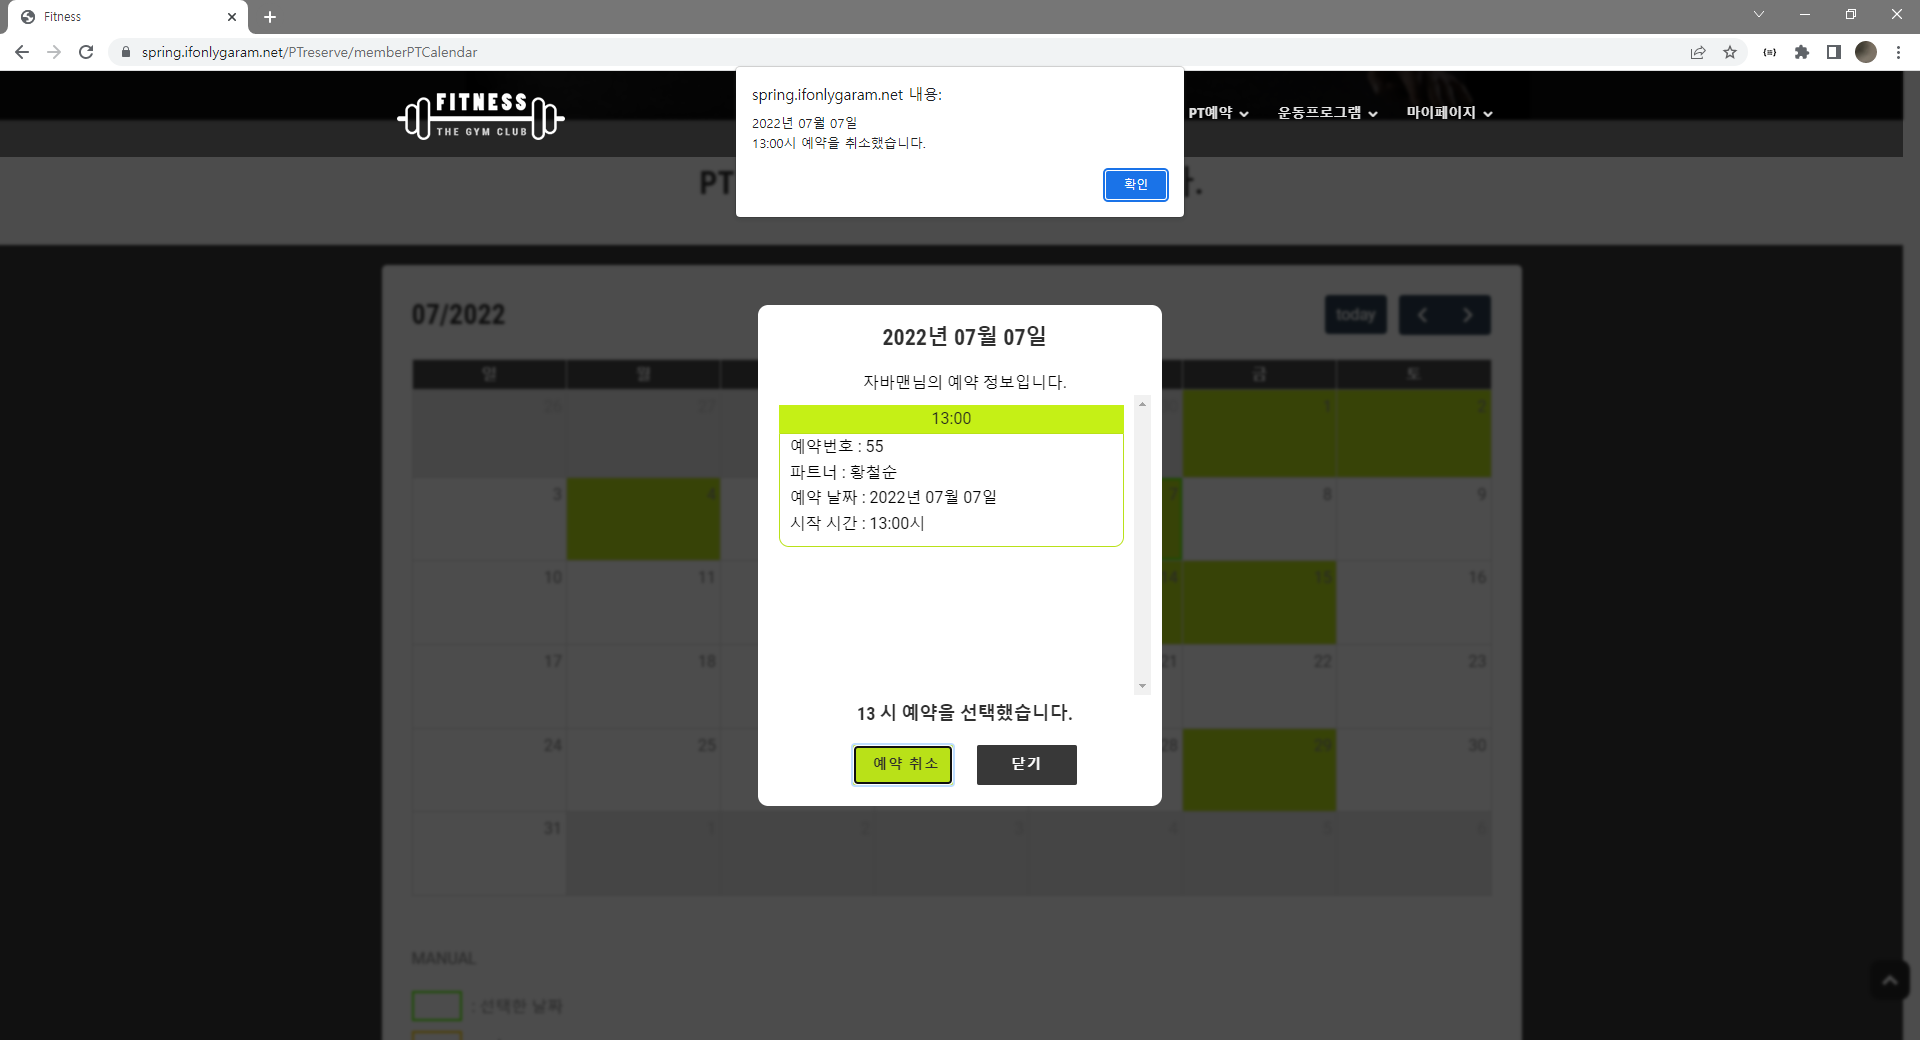 Fitness
spring.ifonlygaram.net/PTreserve/memberPTCalendar
spring.ifonlygaram.net 내용:
2022년 07월 07일
13:00시 예약을 취소했습니다.
확인
FITNESS
THE GYM CLUB
PT예약
운동프로그램
마이페이지
PT
07/2022
today
일 월 금 토
26 27 30 1 2
3 4 7 8 9
10 11 14 15 16
17 18 21 22 23
24 25 28 29 30
31 1 2 3 4 5 6
2022년 07월 07일
자바맨님의 예약 정보입니다.
13:00
예약번호 : 55
파트너 : 황철순
예약 날짜 : 2022년 07월 07일
시작 시간 : 13:00시
13 시 예약을 선택했습니다.
예약 취소
닫기
MANUAL
: 선택한 날짜